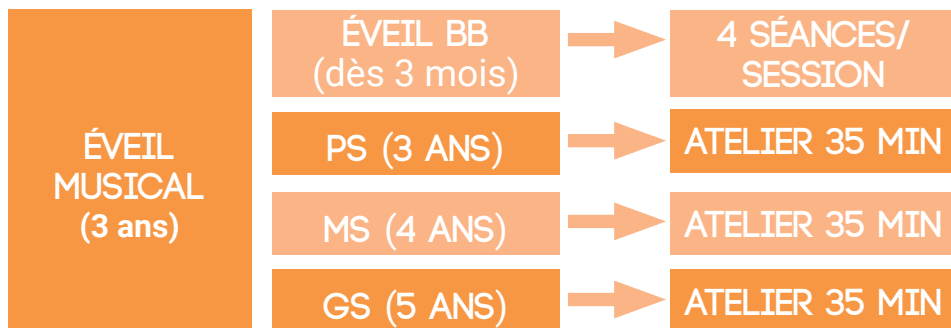 ÉVEIL
MUSICAL
(3 ans)
ÉVEIL BB
(dès 3 mois)
4 SÉANCES/
SESSION
PS (3 ANS)
ATELIER 35 MIN
MS (4 ANS)
ATELIER 35 MIN
GS (5 ANS)
ATELIER 35 MIN